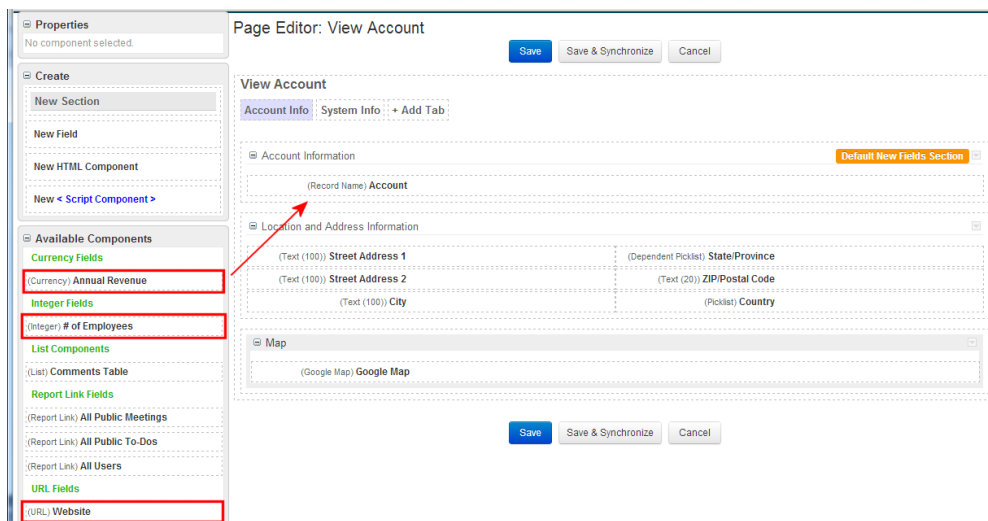 Properties
No component selected.
Create
New Section
New Field
New HTML Component
New < Script Component >
Available Components
Currency Fields
(Currency) Annual Revenue
Integer Fields
(Integer) # of Employees
List Components
(List) Comments Table
Report Link Fields
(Report Link) All Public Meetings
(Report Link) All Public To-Dos
(Report Link) All Users
URL Fields
(URL) Website
Page Editor: View Account
Save Save & Synchronize Cancel
View Account
Account Info System Info + Add Tab
Account Information Default New Fields Section
(Record Name) Account
Location and Address Information
(Text (100)) Street Address 1 (Dependent Picklist) State/Province
(Text (100)) Street Address 2 (Text (20)) ZIP/Postal Code
(Text (100)) City (Picklist) Country
Map
(Google Map) Google Map
Save Save & Synchronize Cancel